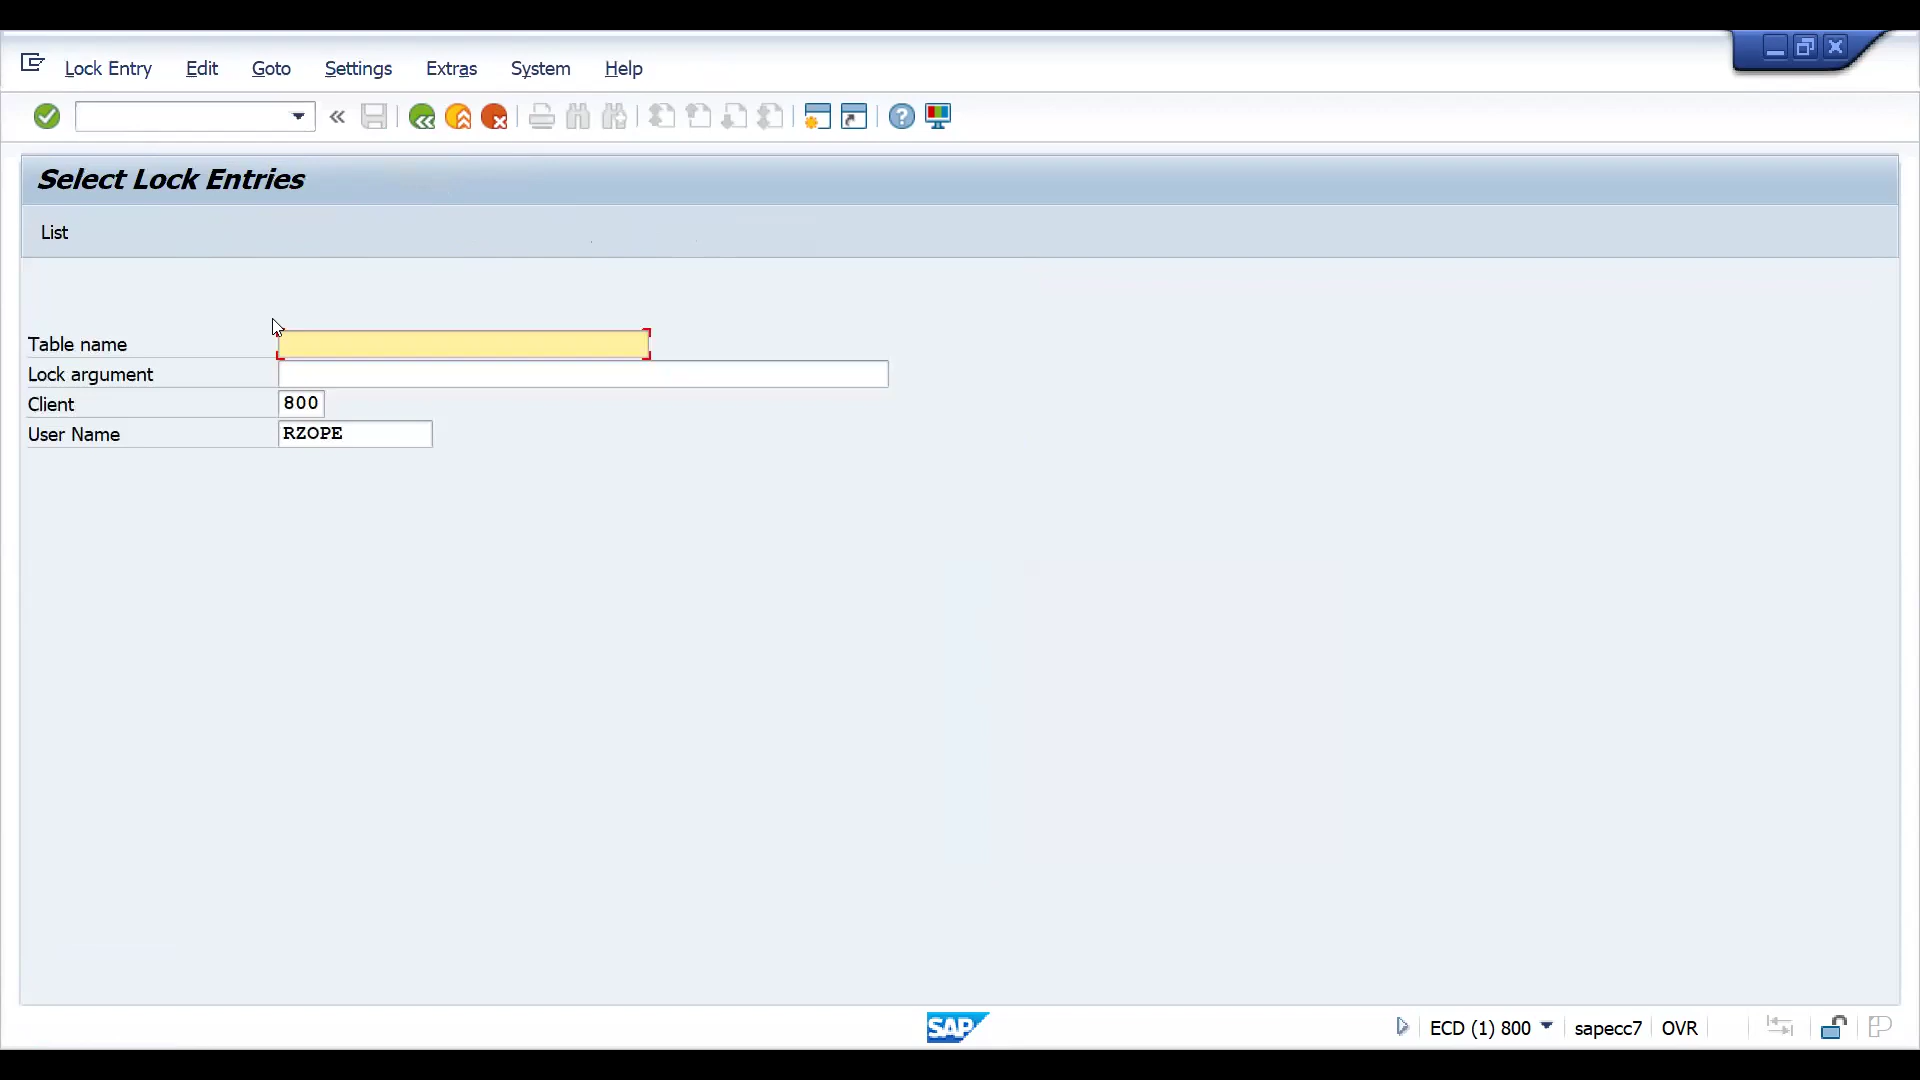 Lock Entry Edit Goto Settings Extras System Help
Select Lock Entries
List
Table name
Lock argument
Client 800
User Name RZOPE
SAP ECD (1) 800 sapecc7 OVR